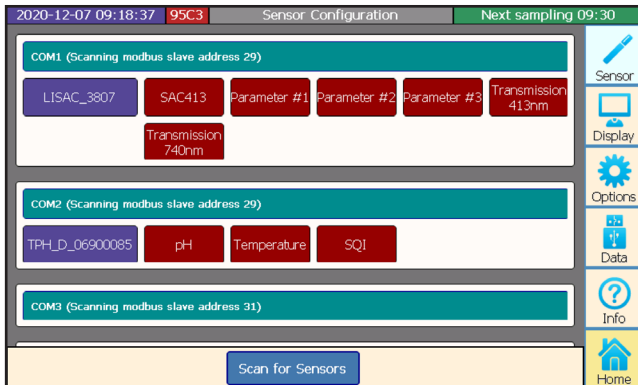 2020-12-07 09:18:37 95C3 Sensor Configuration Next sampling 09:30
COM1 (Scanning modbus slave address 29)
LISAC_3807 SAC413 Parameter #1 Parameter #2 Parameter #3 Transmission 413nm
Transmission 740nm
COM2 (Scanning modbus slave address 29)
TPH_D_06900085 pH Temperature SQI
COM3 (Scanning modbus slave address 31)
Scan for Sensors
Sensor
Display
Options
Data
Info
Home